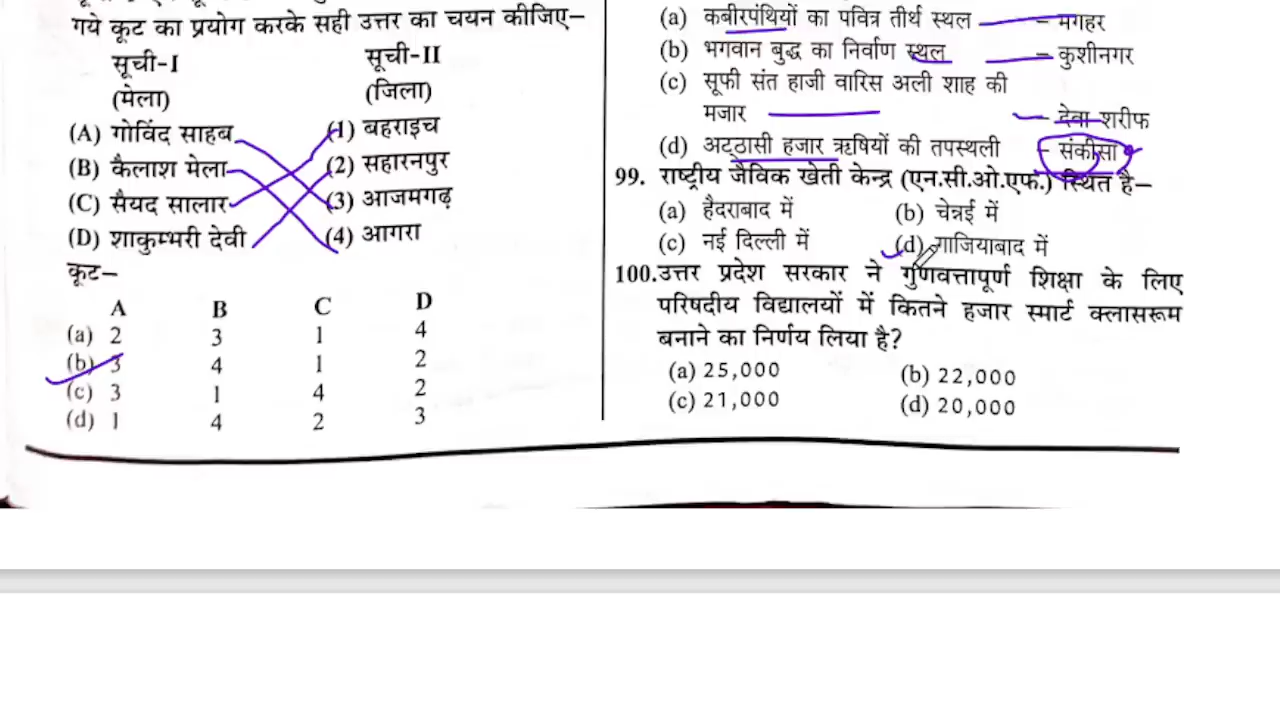 गये कूट का प्रयोग करके सही उत्तर का चयन कीजिए–
सूची-I सूची-II
(मेला) (जिला)
(A) गोविंद साहब (1) बहराइच
(B) कैलाश मेला (2) सहारनपुर
(C) सैयद सालार (3) आजमगढ़
(D) शाकुम्भरी देवी (4) आगरा
कूट–
A B C D
(a) 2 3 1 4
(b) 3 4 1 2
(c) 3 1 4 2
(d) 1 4 2 3
(a) कबीरपंथियों का पवित्र तीर्थ स्थल – मगहर
(b) भगवान बुद्ध का निर्वाण स्थल – कुशीनगर
(c) सूफी संत हाजी वारिस अली शाह की
मजार – देवा शरीफ
(d) अट्ठासी हजार ऋषियों की तपस्थली – संकीसा
99. राष्ट्रीय जैविक खेती केन्द्र (एन.सी.ओ.एफ.) स्थित है–
(a) हैदराबाद में (b) चेन्नई में
(c) नई दिल्ली में (d) गाजियाबाद में
100. उत्तर प्रदेश सरकार ने गुणवत्तापूर्ण शिक्षा के लिए
परिषदीय विद्यालयों में कितने हजार स्मार्ट क्लासरूम
बनाने का निर्णय लिया है?
(a) 25,000 (b) 22,000
(c) 21,000 (d) 20,000